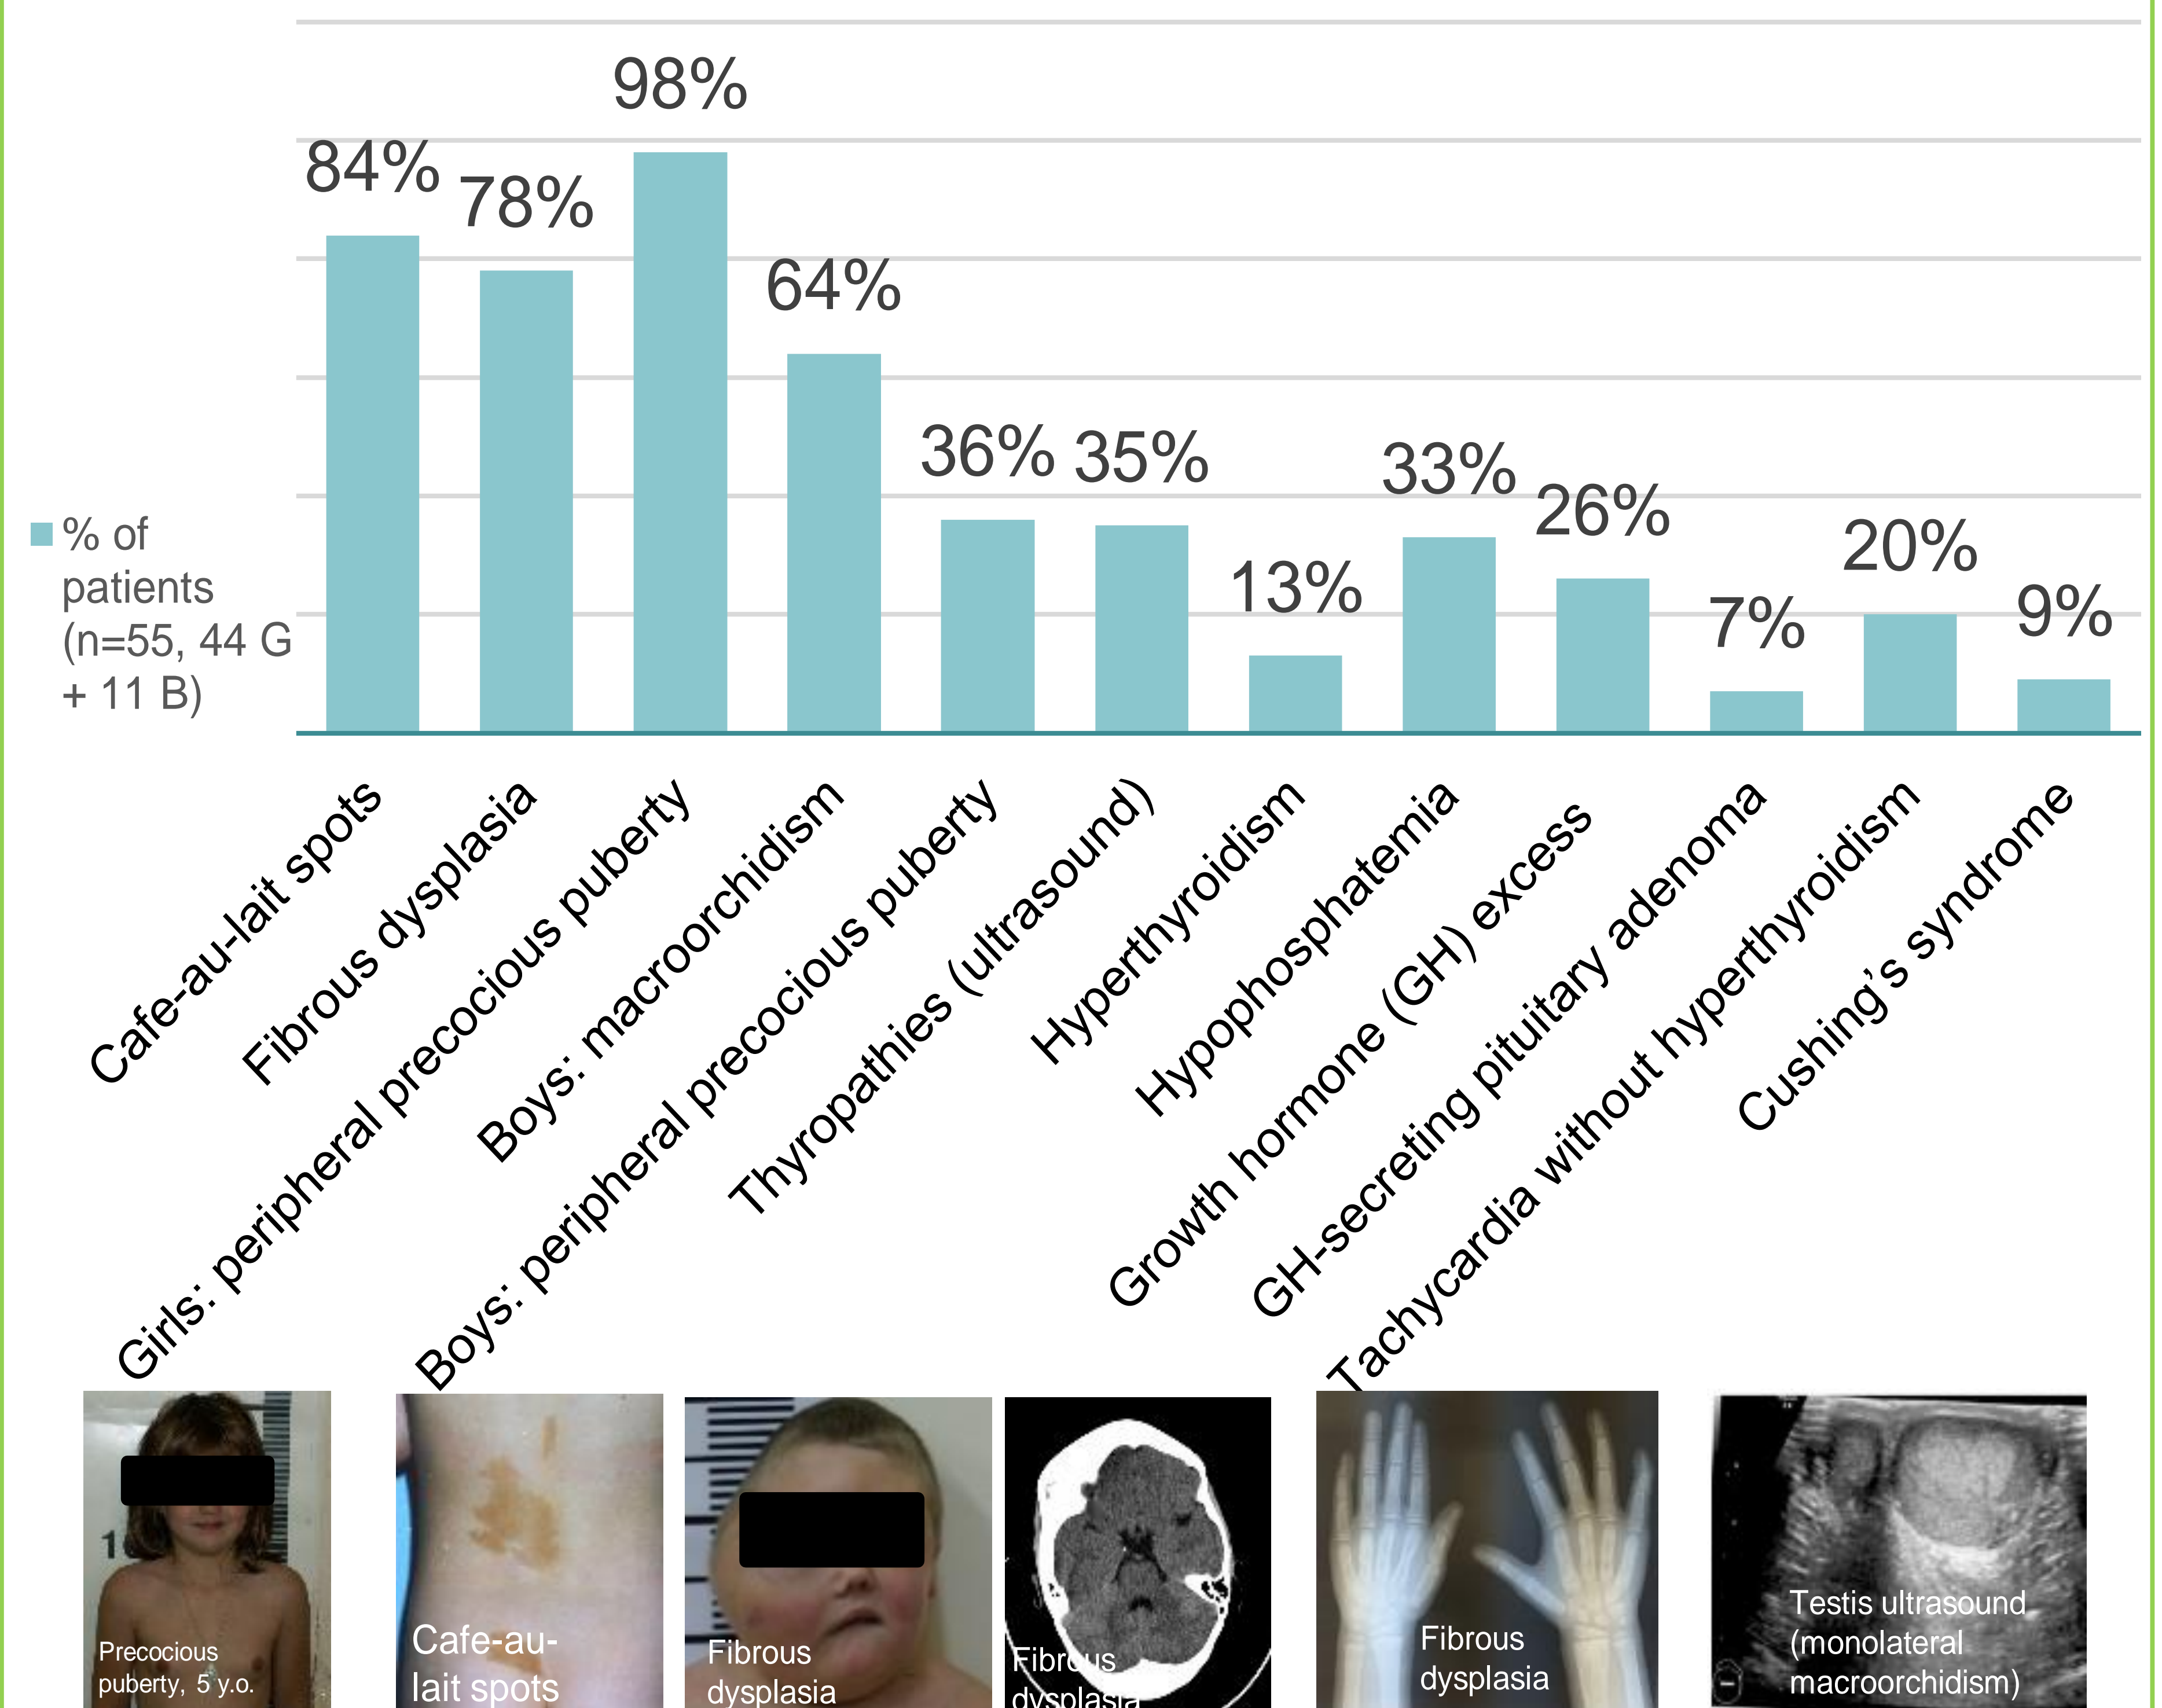 98%
84%
78%
64%
36%
35%
33%
26%
13%
20%
7%
9%
% of
patients
(n=55, 44 G
+ 11 B)
Cafe-au-lait spots
Fibrous dysplasia
Girls: peripheral precocious puberty
Boys: macroorchidism
Boys: peripheral precocious puberty
Thyropathies (ultrasound)
Hyperthyroidism
Hypophosphatemia
Growth hormone (GH) excess
GH-secreting pituitary adenoma
Tachycardia without hyperthyroidism
Cushing’s syndrome
Precocious
puberty, 5 y.o.
Cafe-au-
lait spots
Fibrous
dysplasia
Fibrous
dysplasia
Fibrous
dysplasia
Testis ultrasound
(monolateral
macroorchidism)